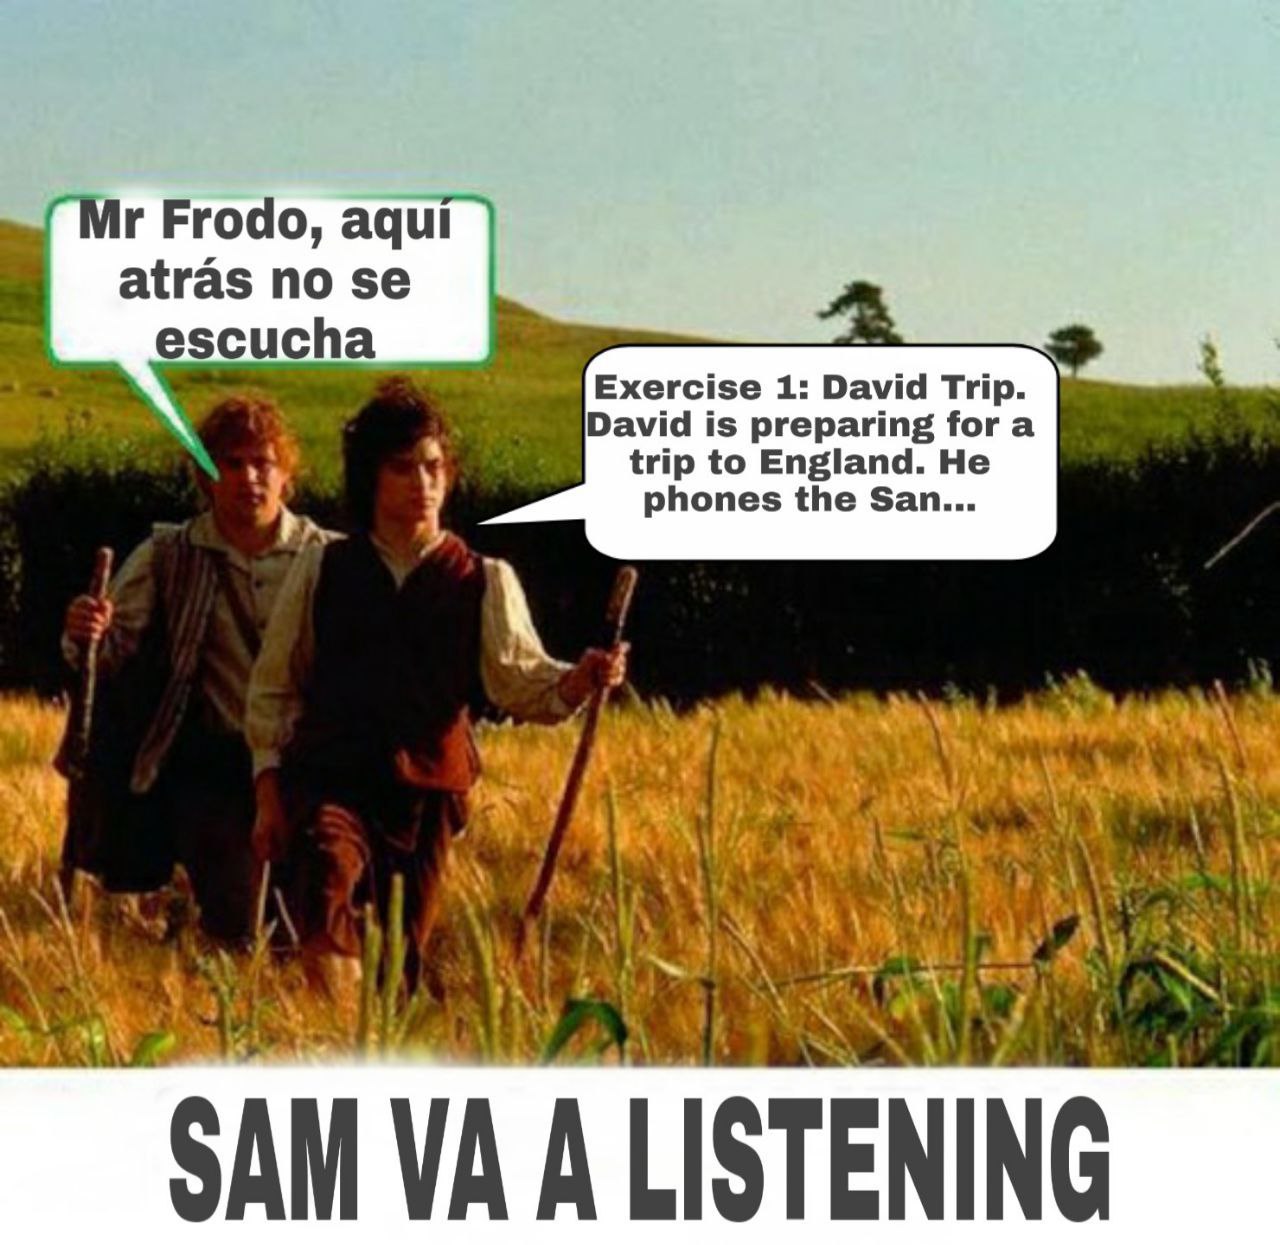 Mr Frodo, aquí
atrás no se
escucha
Exercise 1: David Trip.
David is preparing for a
trip to England. He
phones the San...
SAM VA A LISTENING